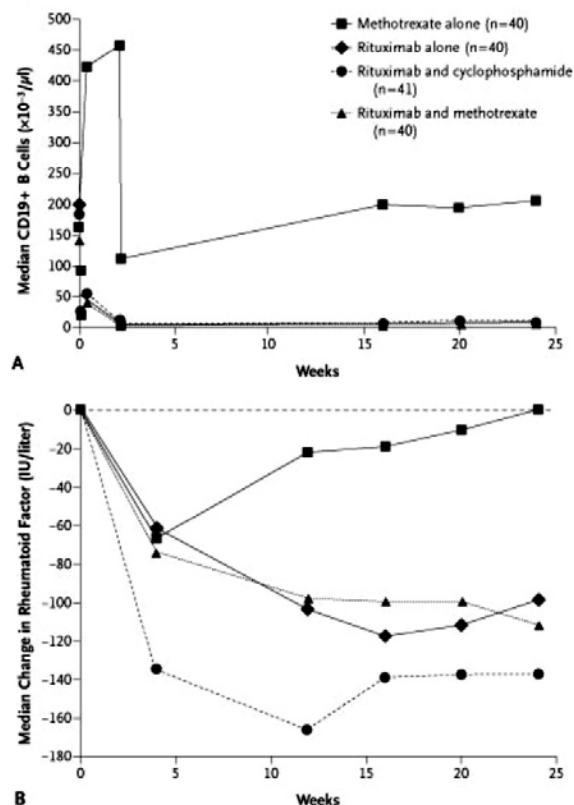 500
450
400
350
300
250
200
150
100
50
0
Median CD19+ B Cells (×10⁻³/µl)
Methotrexate alone (n=40)
Rituximab alone (n=40)
Rituximab and cyclophosphamide
(n=41)
Rituximab and methotrexate
(n=40)
0 5 10 15 20 25
Weeks
A
0
-20
-40
-60
-80
-100
-120
-140
-160
-180
Median Change in Rheumatoid Factor (IU/liter)
0 5 10 15 20 25
Weeks
B